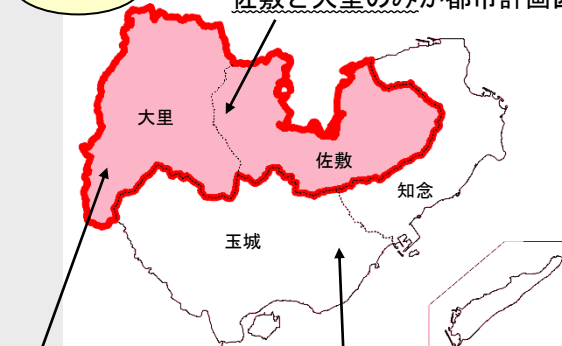 佐敷と大里のみが都市計画区
大里
佐敷
知念
玉城